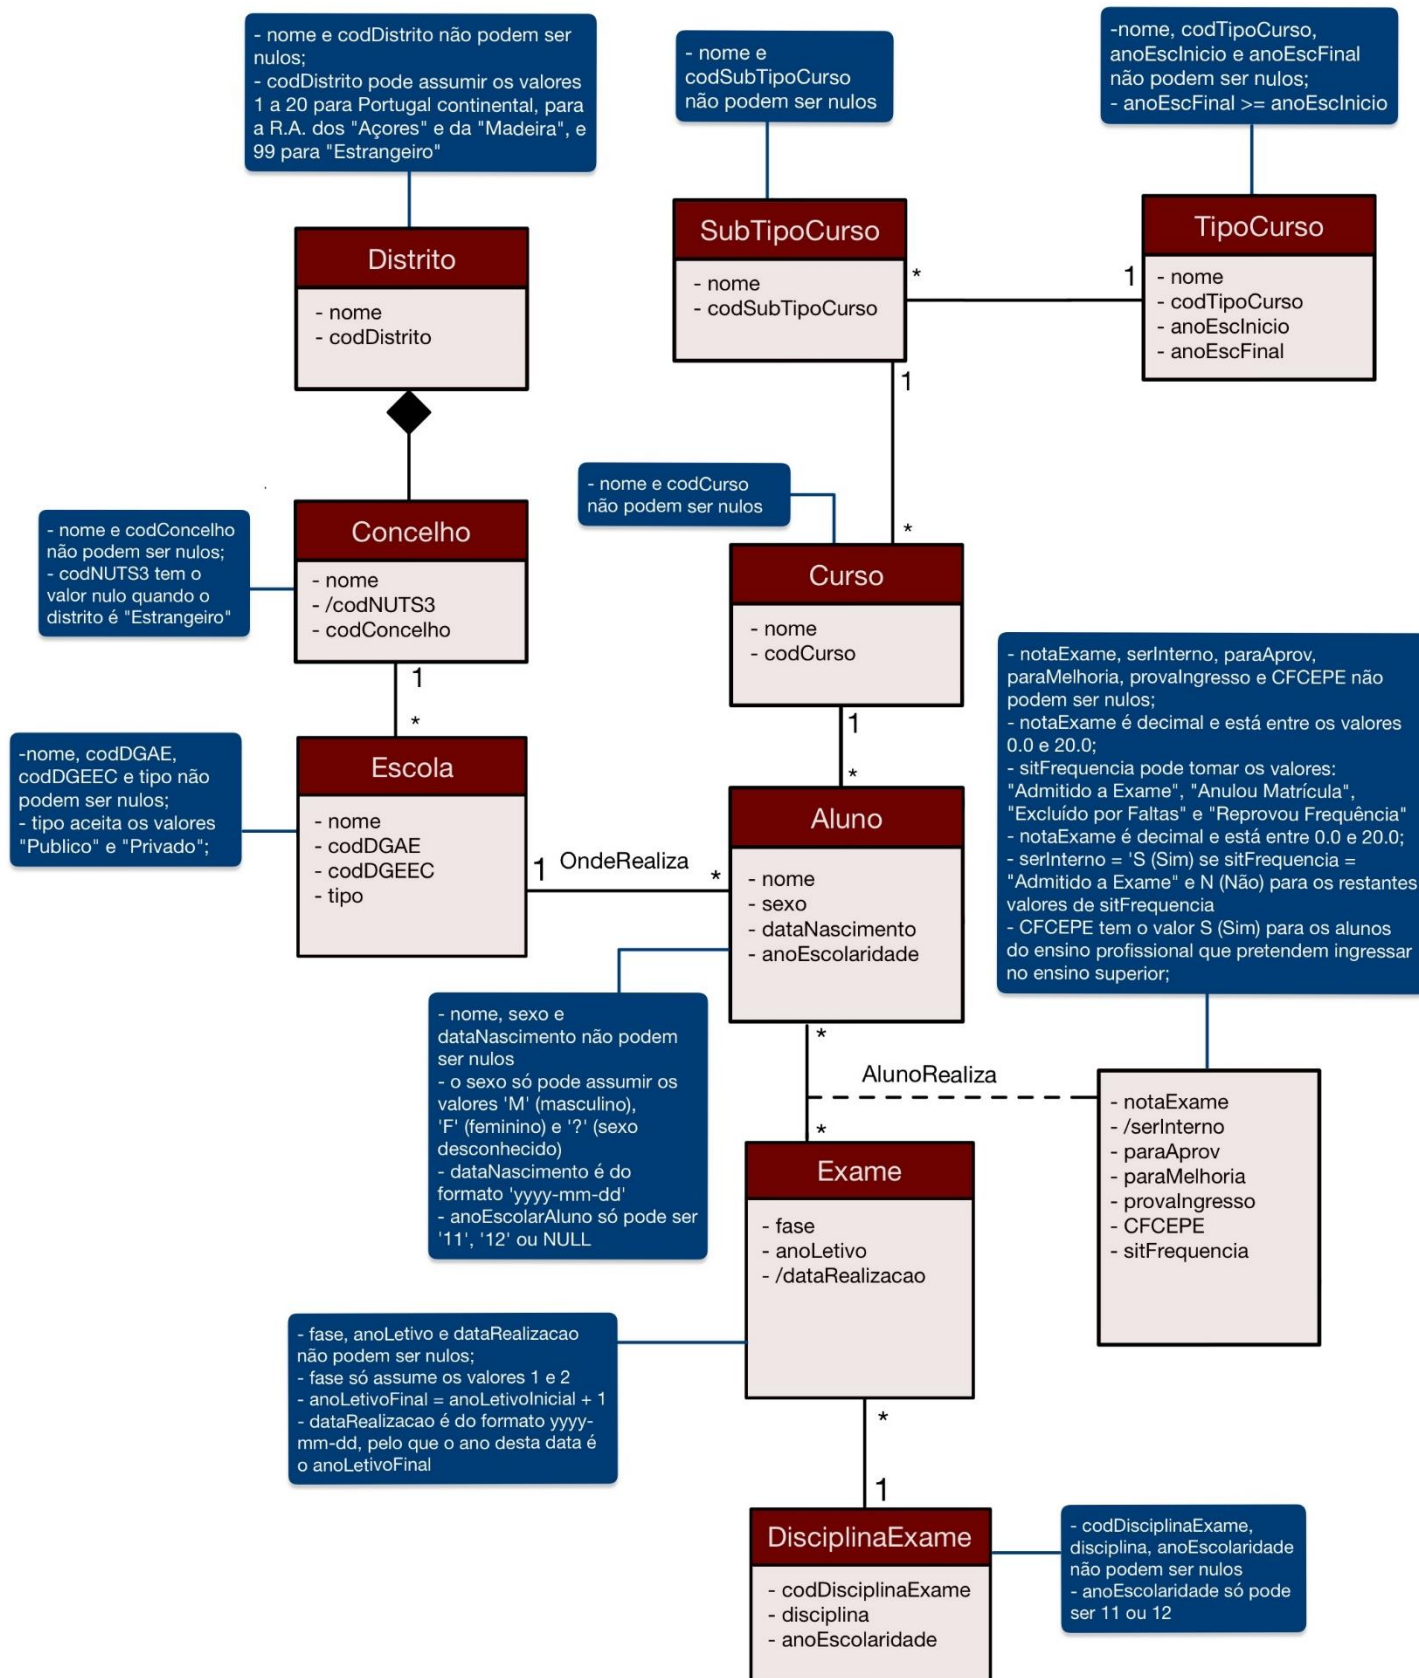 - nome e codDistrito não podem ser
nulos;
- codDistrito pode assumir os valores
1 a 20 para Portugal continental, para
a R.A. dos "Açores" e da "Madeira", e
99 para "Estrangeiro"
- nome e
codSubTipoCurso
não podem ser nulos
-nome, codTipoCurso,
anoEscInicio e anoEscFinal
não podem ser nulos;
- anoEscFinal >= anoEscInicio
Distrito
- nome
- codDistrito
SubTipoCurso
- nome
- codSubTipoCurso
*
1
TipoCurso
- nome
- codTipoCurso
- anoEscInicio
- anoEscFinal
1
*
- nome e codConcelho
não podem ser nulos;
- codNUTS3 tem o
valor nulo quando o
distrito é "Estrangeiro"
Concelho
- nome
- /codNUTS3
- codConcelho
1
*
- nome e codCurso
não podem ser nulos
Curso
- nome
- codCurso
1
*
-nome, codDGAE,
codDGEEC e tipo não
podem ser nulos;
- tipo aceita os valores
"Publico" e "Privado";
Escola
- nome
- codDGAE
- codDGEEC
- tipo
1
OndeRealiza
*
Aluno
- nome
- sexo
- dataNascimento
- anoEscolaridade
- notaExame, serInterno, paraAprov,
paraMelhoria, provaIngresso e CFCEPE não
podem ser nulos;
- notaExame é decimal e está entre os valores
0.0 e 20.0;
- sitFrequencia pode tomar os valores:
"Admitido a Exame", "Anulou Matrícula",
"Excluído por Faltas" e "Reprovou Frequência"
- notaExame é decimal e está entre 0.0 e 20.0;
- serInterno = 'S (Sim) se sitFrequencia =
"Admitido a Exame" e N (Não) para os restantes
valores de sitFrequencia
- CFCEPE tem o valor S (Sim) para os alunos
do ensino profissional que pretendem ingressar
no ensino superior;
- nome, sexo e
dataNascimento não podem
ser nulos
- o sexo só pode assumir os
valores 'M' (masculino),
'F' (feminino) e '?' (sexo
desconhecido)
- dataNascimento é do
formato 'yyyy-mm-dd'
- anoEscolarAluno só pode ser
'11', '12' ou NULL
*
AlunoRealiza
*
- notaExame
- /serInterno
- paraAprov
- paraMelhoria
- provaIngresso
- CFCEPE
- sitFrequencia
Exame
- fase
- anoLetivo
- /dataRealizacao
- fase, anoLetivo e dataRealizacao
não podem ser nulos;
- fase só assume os valores 1 e 2
- anoLetivoFinal = anoLetivoInicial + 1
- dataRealizacao é do formato yyyy-
mm-dd, pelo que o ano desta data é
o anoLetivoFinal
*
1
DisciplinaExame
- codDisciplinaExame
- disciplina
- anoEscolaridade
- codDisciplinaExame,
disciplina, anoEscolaridade
não podem ser nulos
- anoEscolaridade só pode
ser 11 ou 12